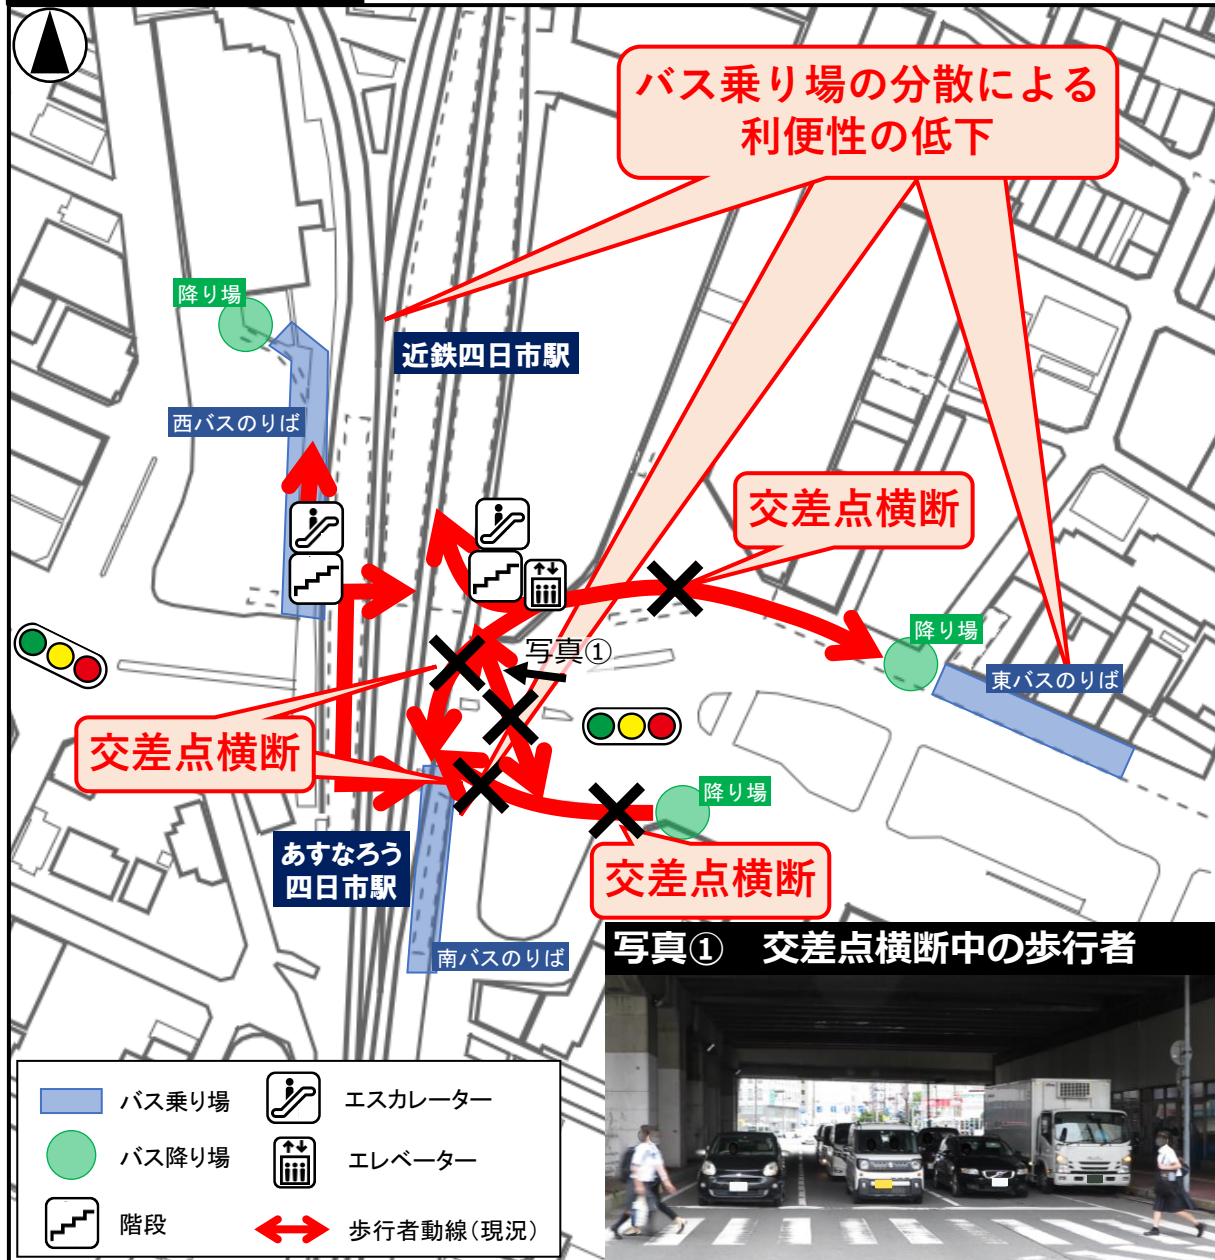 バス乗り場の分散による
利便性の低下
降り場
近鉄四日市駅
西バスのりば
交差点横断
降り場
写真①
東バスのりば
交差点横断
降り場
あすなろう
四日市駅
交差点横断
南バスのりば
写真① 交差点横断中の歩行者
バス乗り場
エスカレーター
バス降り場
エレベーター
階段
歩行者動線(現況)